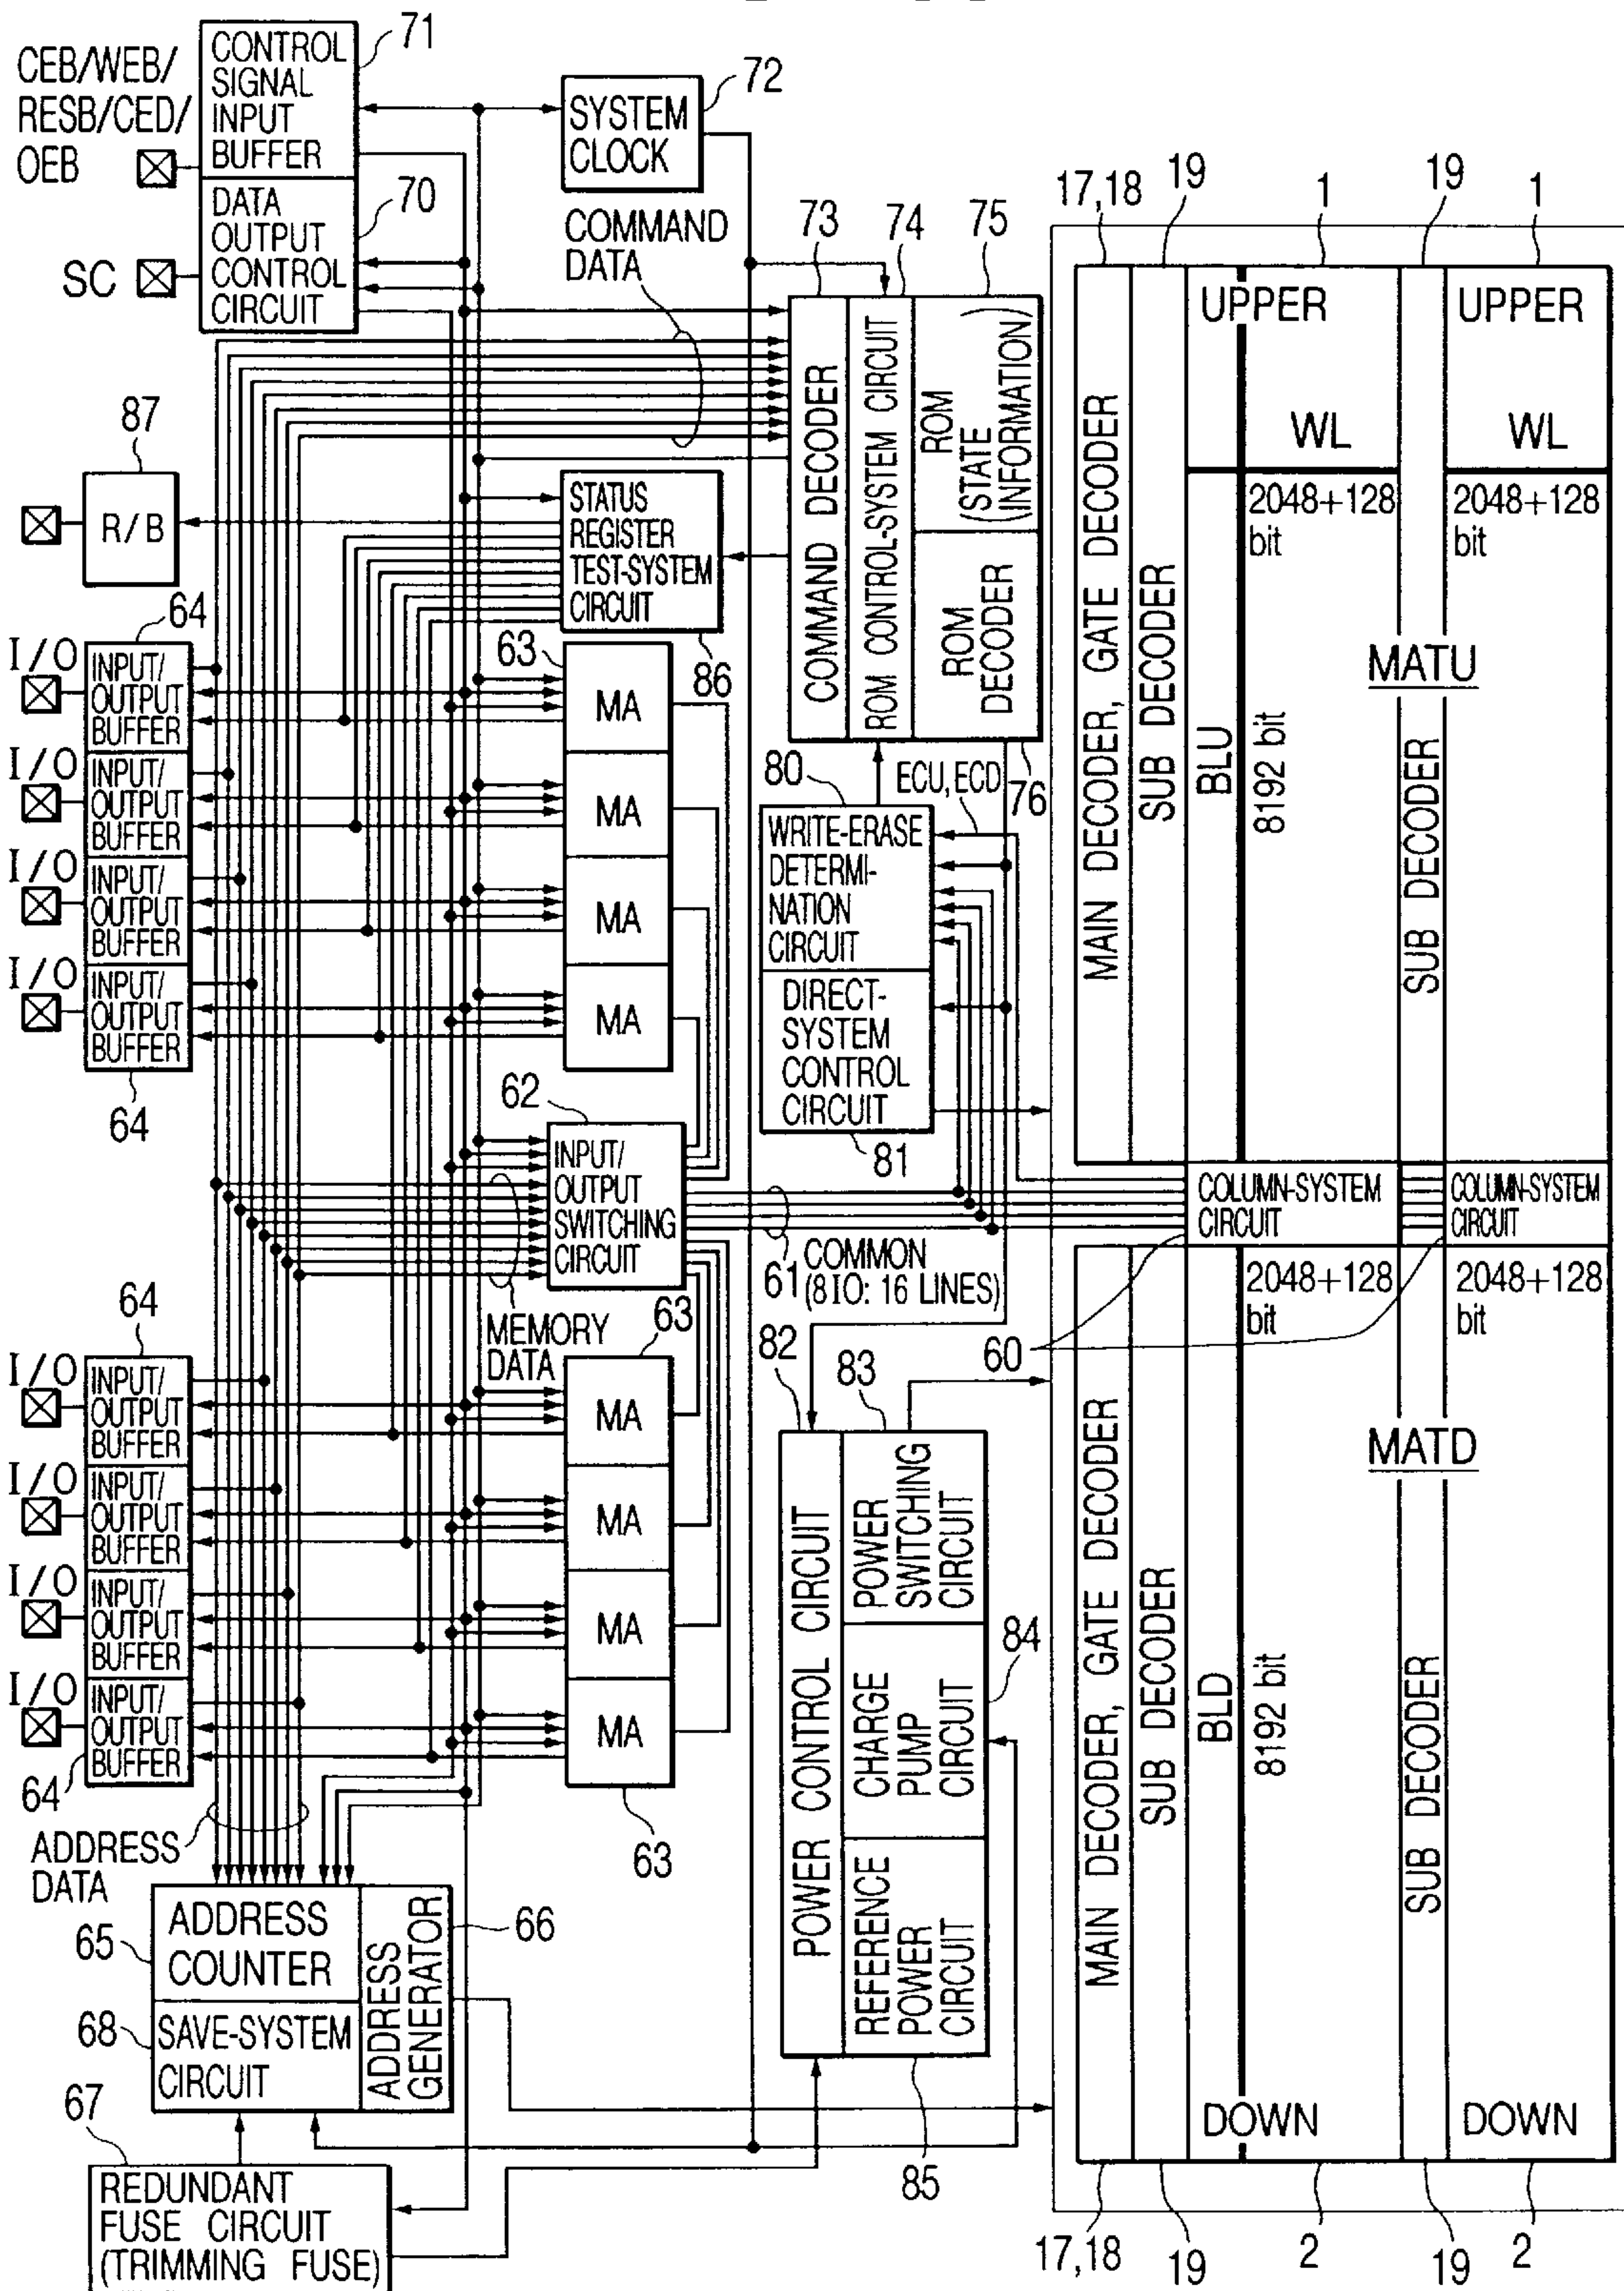 71
CEB/WEB/
RESB/CED/
OEB
CONTROL
SIGNAL
INPUT
BUFFER
72
SYSTEM
CLOCK
SC
DATA
OUTPUT
CONTROL
CIRCUIT
70
COMMAND
DATA
73
74
75
COMMAND DECODER
ROM CONTROL-SYSTEM CIRCUIT
ROM
(STATE
INFORMATION)
ROM
DECODER
76
87
R/B
STATUS
REGISTER
TEST-SYSTEM
CIRCUIT
86
64
I/O
INPUT/
OUTPUT
BUFFER
I/O
INPUT/
OUTPUT
BUFFER
I/O
INPUT/
OUTPUT
BUFFER
I/O
INPUT/
OUTPUT
BUFFER
64
63
MA
MA
MA
MA
80
ECU, ECD
WRITE-ERASE
DETERMI-
NATION
CIRCUIT
DIRECT-
SYSTEM
CONTROL
CIRCUIT
81
62
INPUT/
OUTPUT
SWITCHING
CIRCUIT
61
COMMON
(8IO: 16 LINES)
MEMORY
DATA
64
I/O
INPUT/
OUTPUT
BUFFER
I/O
INPUT/
OUTPUT
BUFFER
I/O
INPUT/
OUTPUT
BUFFER
I/O
INPUT/
OUTPUT
BUFFER
64
63
MA
MA
MA
MA
63
82
83
POWER CONTROL CIRCUIT
POWER
SWITCHING
CIRCUIT
84
CHARGE
PUMP
CIRCUIT
REFERENCE
POWER
CIRCUIT
85
ADDRESS
DATA
65
ADDRESS
COUNTER
66
ADDRESS
GENERATOR
68
SAVE-SYSTEM
CIRCUIT
67
REDUNDANT
FUSE CIRCUIT
(TRIMMING FUSE)
17,18
19
1
19
1
MAIN DECODER, GATE DECODER
SUB DECODER
UPPER
WL
2048+128
bit
BLU
8192 bit
MATU
SUB DECODER
UPPER
WL
2048+128
bit
COLUMN-SYSTEM
CIRCUIT
COLUMN-SYSTEM
CIRCUIT
60
MAIN DECODER, GATE DECODER
SUB DECODER
2048+128
bit
BLD
8192 bit
MATD
SUB DECODER
2048+128
bit
DOWN
DOWN
17,18
19
2
19
2